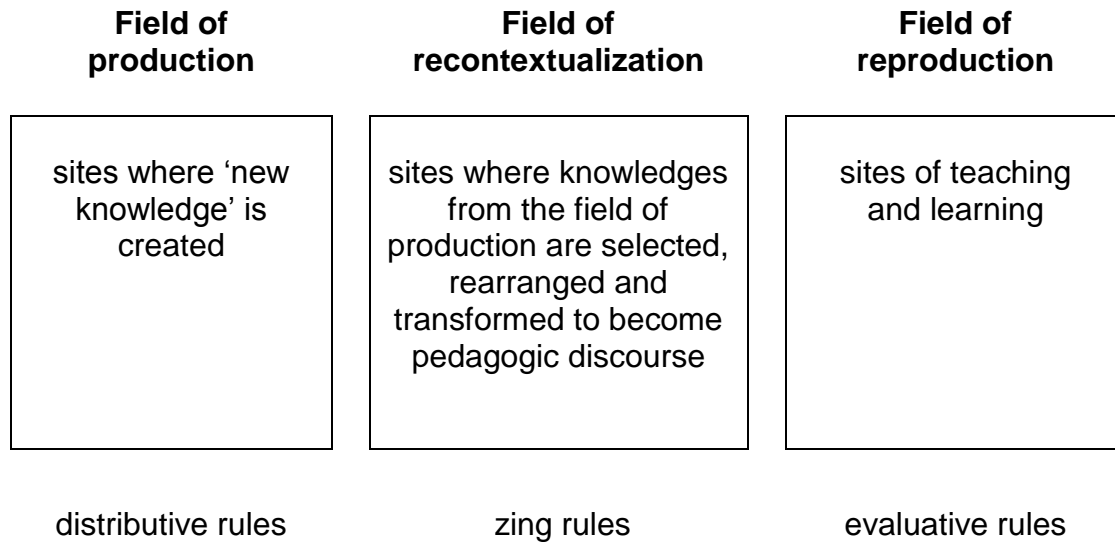 Field of
production
Field of
recontextualization
Field of
reproduction
sites where ‘new
knowledge’ is
created
sites where knowledges
from the field of
production are selected,
rearranged and
transformed to become
pedagogic discourse
sites of teaching
and learning
distributive rules
zing rules
evaluative rules